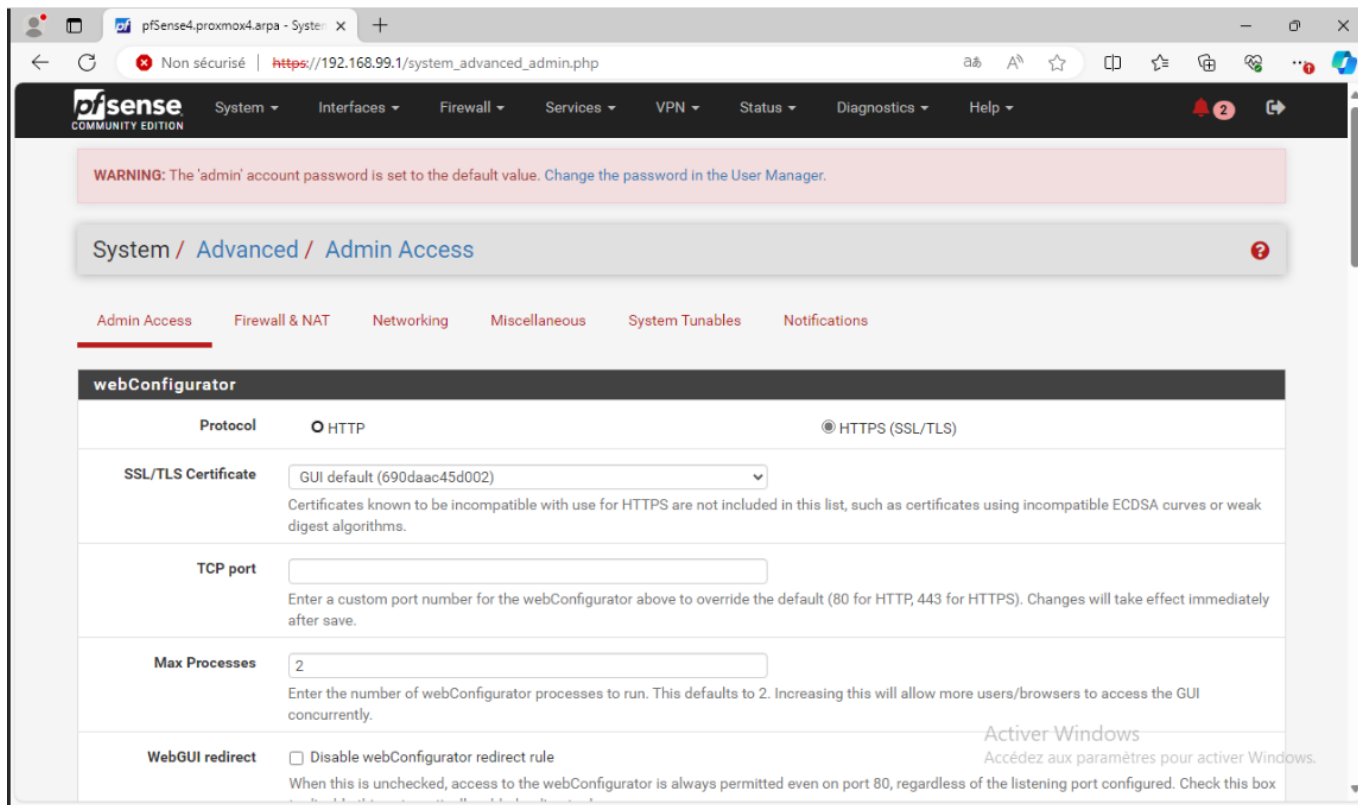 pfSense4.proxmox4.arpa - System
Non sécurisé | https://192.168.99.1/system_advanced_admin.php
pfsense
COMMUNITY EDITION
System Interfaces Firewall Services VPN Status Diagnostics Help 2
WARNING: The 'admin' account password is set to the default value. Change the password in the User Manager.
System / Advanced / Admin Access
Admin Access Firewall & NAT Networking Miscellaneous System Tunables Notifications
webConfigurator
Protocol HTTP HTTPS (SSL/TLS)
SSL/TLS Certificate GUI default (690daac45d002)
Certificates known to be incompatible with use for HTTPS are not included in this list, such as certificates using incompatible ECDSA curves or weak
digest algorithms.
TCP port
Enter a custom port number for the webConfigurator above to override the default (80 for HTTP, 443 for HTTPS). Changes will take effect immediately
after save.
Max Processes 2
Enter the number of webConfigurator processes to run. This defaults to 2. Increasing this will allow more users/browsers to access the GUI
concurrently.
Activer Windows
WebGUI redirect Disable webConfigurator redirect rule
Accédez aux paramètres pour activer Windows.
When this is unchecked, access to the webConfigurator is always permitted even on port 80, regardless of the listening port configured. Check this box